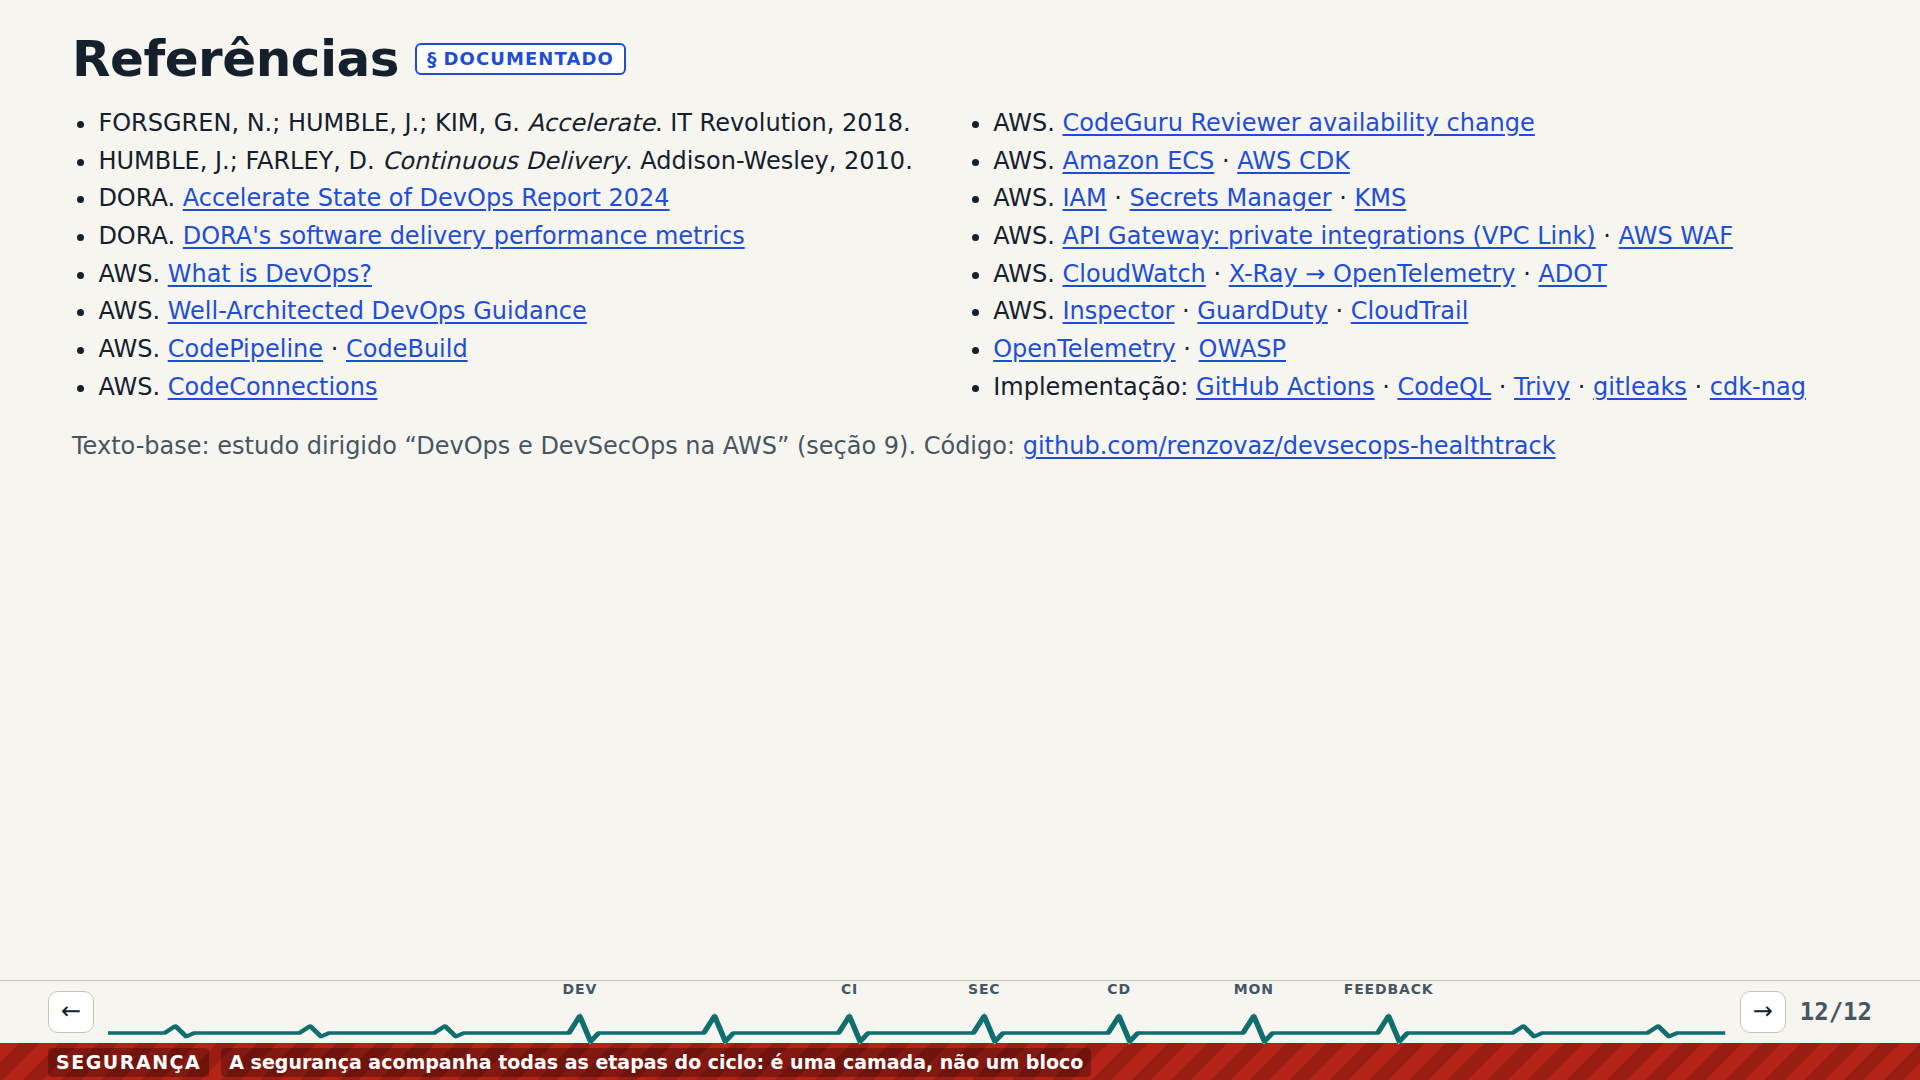 Referências § DOCUMENTADO
• FORSGREN, N.; HUMBLE, J.; KIM, G. Accelerate. IT Revolution, 2018.
• HUMBLE, J.; FARLEY, D. Continuous Delivery. Addison-Wesley, 2010.
• DORA. Accelerate State of DevOps Report 2024
• DORA. DORA's software delivery performance metrics
• AWS. What is DevOps?
• AWS. Well-Architected DevOps Guidance
• AWS. CodePipeline · CodeBuild
• AWS. CodeConnections
• AWS. CodeGuru Reviewer availability change
• AWS. Amazon ECS · AWS CDK
• AWS. IAM · Secrets Manager · KMS
• AWS. API Gateway: private integrations (VPC Link) · AWS WAF
• AWS. CloudWatch · X-Ray → OpenTelemetry · ADOT
• AWS. Inspector · GuardDuty · CloudTrail
• OpenTelemetry · OWASP
• Implementação: GitHub Actions · CodeQL · Trivy · gitleaks · cdk-nag
Texto-base: estudo dirigido “DevOps e DevSecOps na AWS” (seção 9). Código: github.com/renzovaz/devsecops-healthtrack
DEV CI SEC CD MON FEEDBACK
← → 12/12
SEGURANÇA A segurança acompanha todas as etapas do ciclo: é uma camada, não um bloco